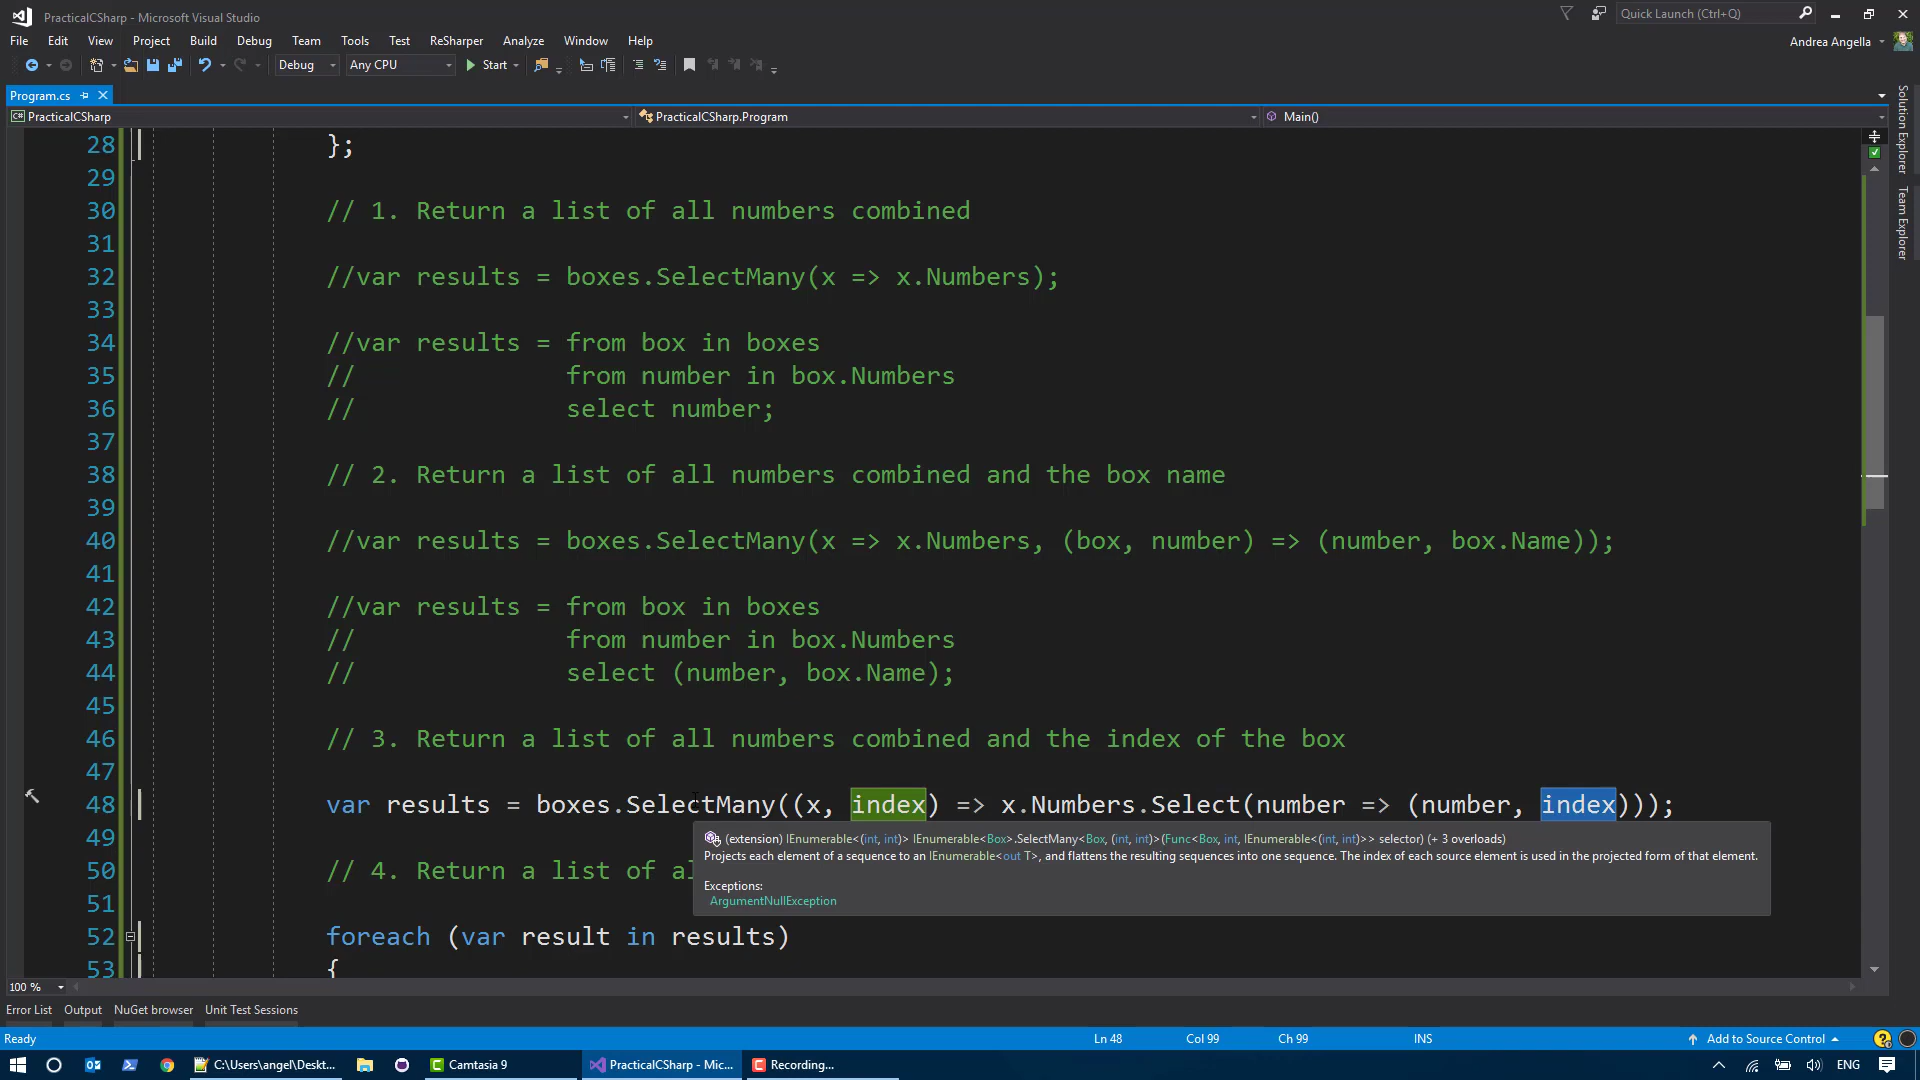 PracticalCSharp - Microsoft Visual Studio
Quick Launch (Ctrl+Q)
File Edit View Project Build Debug Team Tools Test ReSharper Analyze Window Help
Andrea Angella
Debug Any CPU Start
Program.cs
PracticalCSharp PracticalCSharp.Program Main()
Solution Explorer
Team Explorer
28 };
29
30 // 1. Return a list of all numbers combined
31
32 //var results = boxes.SelectMany(x => x.Numbers);
33
34 //var results = from box in boxes
35 // from number in box.Numbers
36 // select number;
37
38 // 2. Return a list of all numbers combined and the box name
39
40 //var results = boxes.SelectMany(x => x.Numbers, (box, number) => (number, box.Name));
41
42 //var results = from box in boxes
43 // from number in box.Numbers
44 // select (number, box.Name);
45
46 // 3. Return a list of all numbers combined and the index of the box
47
48 var results = boxes.SelectMany((x, index) => x.Numbers.Select(number => (number, index)));
(extension) IEnumerable<(int, int)> IEnumerable<Box>.SelectMany<Box, (int, int)>(Func<Box, int, IEnumerable<(int, int)>> selector) (+ 3 overloads)
Projects each element of a sequence to an IEnumerable<out T>, and flattens the resulting sequences into one sequence. The index of each source element is used in the projected form of that element.
Exceptions:
ArgumentNullException
49
50 // 4. Return a list of al
51
52 foreach (var result in results)
53 {
100 %
Error List Output NuGet browser Unit Test Sessions
Ready Ln 48 Col 99 Ch 99 INS Add to Source Control
C:\Users\angel\Deskt... Camtasia 9 PracticalCSharp - Mic... Recording... ENG